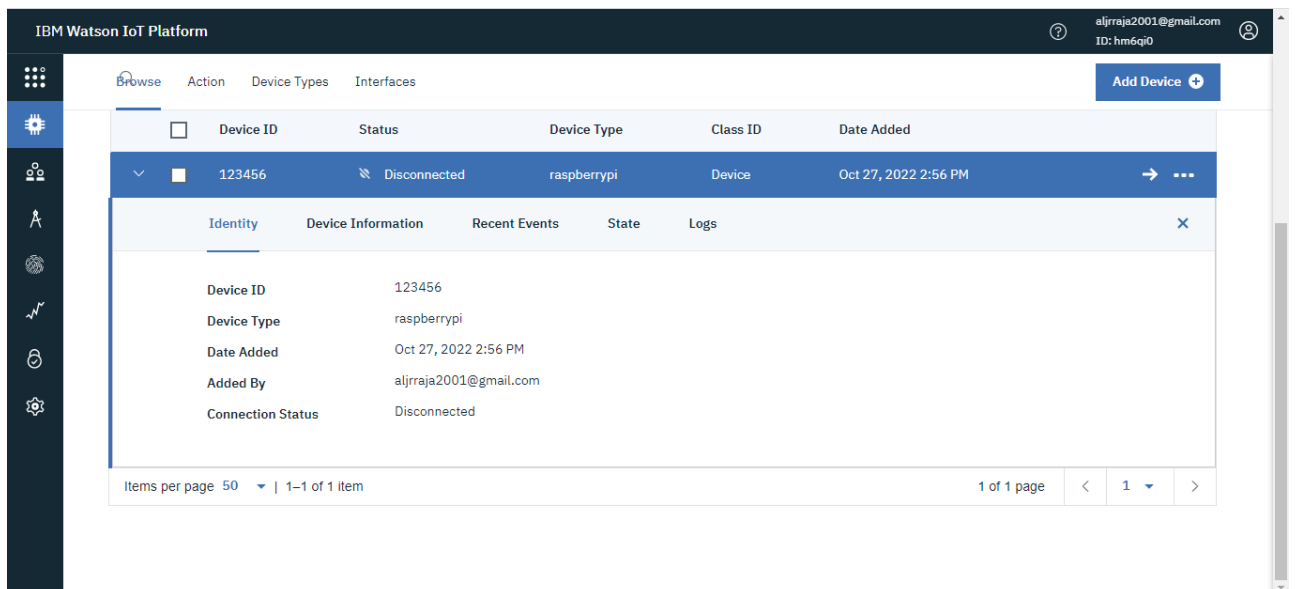 IBM Watson IoT Platform
aljrraja2001@gmail.com
ID: hm6qi0
Browse Action Device Types Interfaces
Add Device
Device ID Status Device Type Class ID Date Added
123456 Disconnected raspberrypi Device Oct 27, 2022 2:56 PM
Identity Device Information Recent Events State Logs
Device ID 123456
Device Type raspberrypi
Date Added Oct 27, 2022 2:56 PM
Added By aljrraja2001@gmail.com
Connection Status Disconnected
Items per page 50 | 1–1 of 1 item 1 of 1 page 1